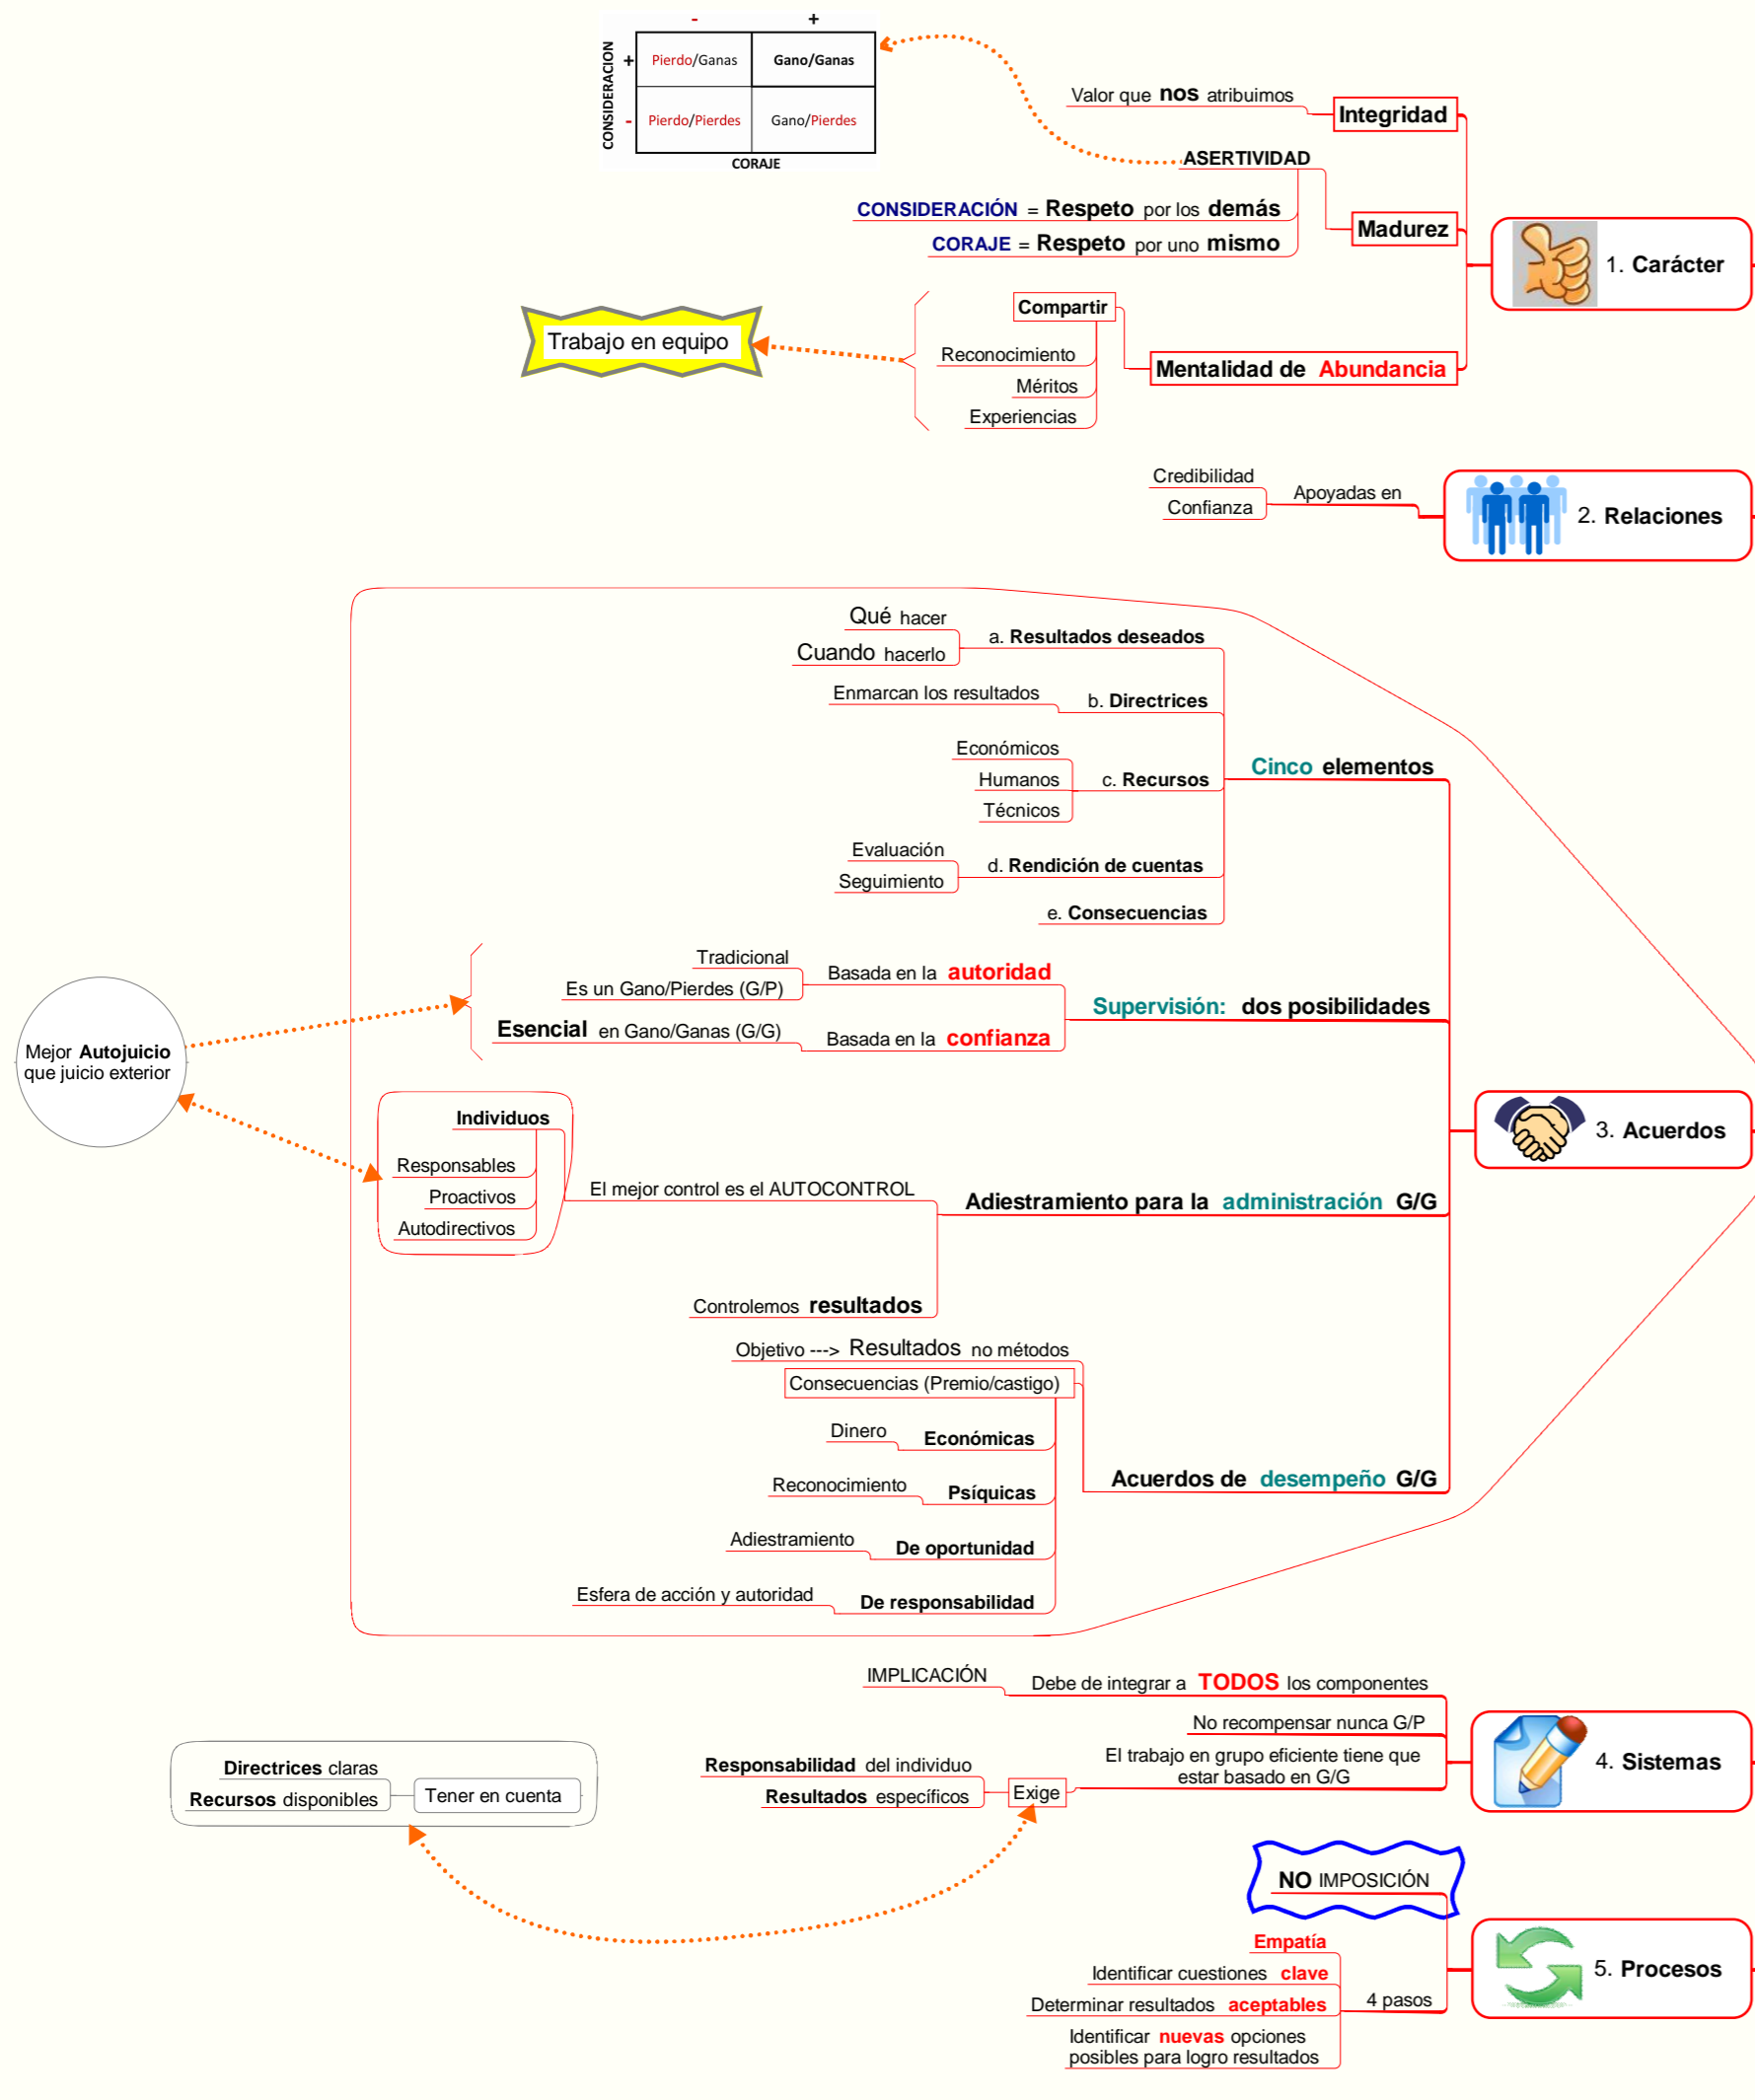 - +
CONSIDERACION
+ Pierdo/Ganas Gano/Ganas
- Pierdo/Pierdes Gano/Pierdes
CORAJE
1. Carácter
Integridad
Valor que nos atribuimos
Madurez
ASERTIVIDAD
CONSIDERACIÓN = Respeto por los demás
CORAJE = Respeto por uno mismo
Mentalidad de Abundancia
Compartir
Reconocimiento
Méritos
Experiencias
Trabajo en equipo
2. Relaciones
Apoyadas en
Credibilidad
Confianza
3. Acuerdos
Cinco elementos
a. Resultados deseados
Qué hacer
Cuando hacerlo
b. Directrices
Enmarcan los resultados
c. Recursos
Económicos
Humanos
Técnicos
d. Rendición de cuentas
Evaluación
Seguimiento
e. Consecuencias
Supervisión: dos posibilidades
Basada en la autoridad
Tradicional
Es un Gano/Pierdes (G/P)
Basada en la confianza
Esencial en Gano/Ganas (G/G)
Mejor Autojuicio
que juicio exterior
Adiestramiento para la administración G/G
El mejor control es el AUTOCONTROL
Individuos
Responsables
Proactivos
Autodirectivos
Controlemos resultados
Acuerdos de desempeño G/G
Objetivo ---> Resultados no métodos
Consecuencias (Premio/castigo)
Económicas
Dinero
Psíquicas
Reconocimiento
De oportunidad
Adiestramiento
De responsabilidad
Esfera de acción y autoridad
4. Sistemas
Debe de integrar a TODOS los componentes
IMPLICACIÓN
No recompensar nunca G/P
El trabajo en grupo eficiente tiene que
estar basado en G/G
Exige
Responsabilidad del individuo
Resultados específicos
Tener en cuenta
Directrices claras
Recursos disponibles
5. Procesos
NO IMPOSICIÓN
4 pasos
Empatía
Identificar cuestiones clave
Determinar resultados aceptables
Identificar nuevas opciones
posibles para logro resultados